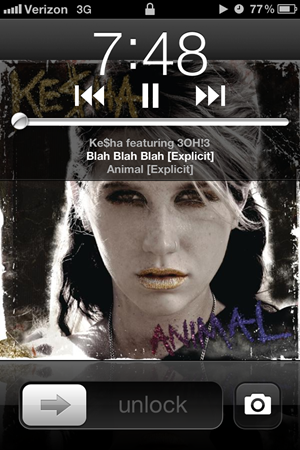 Verizon 3G 77%
7:48
KE$HA
Ke$ha featuring 3OH!3
Blah Blah Blah [Explicit]
Animal [Explicit]
ANIMAL
unlock